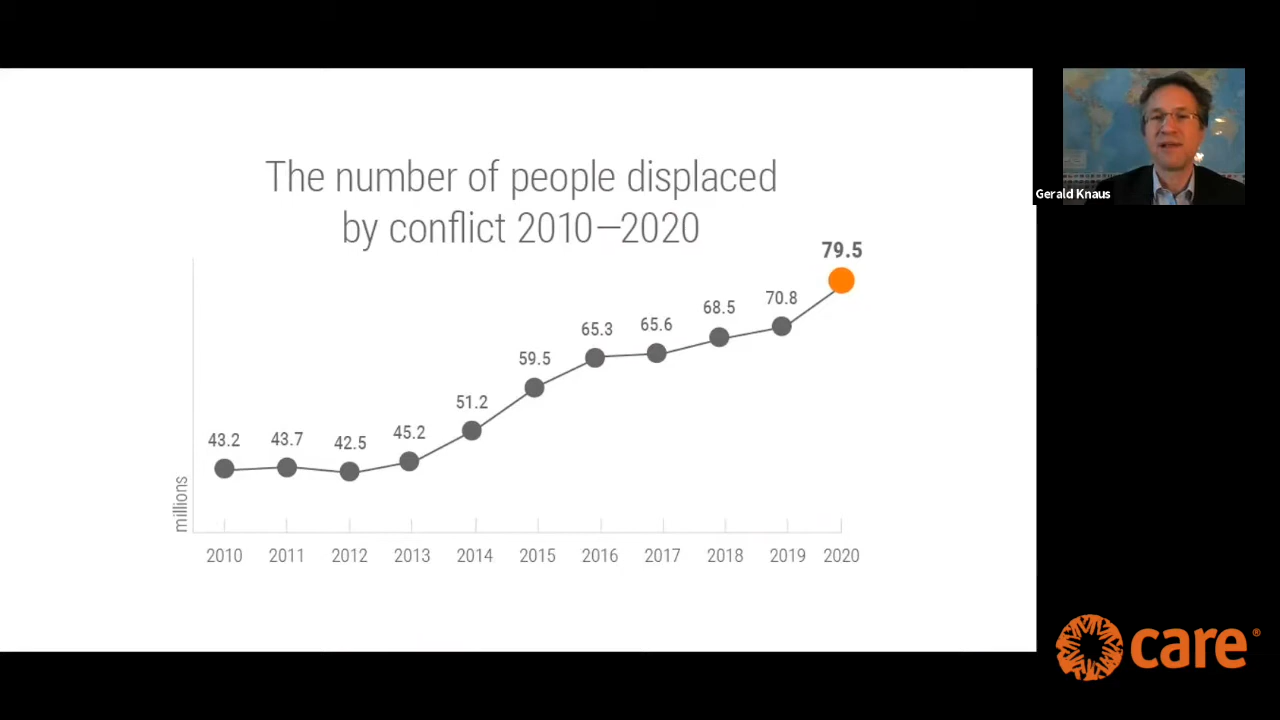 The number of people displaced
by conflict 2010—2020
79.5
70.8
68.5
65.6
65.3
59.5
51.2
45.2
43.2
43.7
42.5
millions
2010 2011 2012 2013 2014 2015 2016 2017 2018 2019 2020
Gerald Knaus
care®